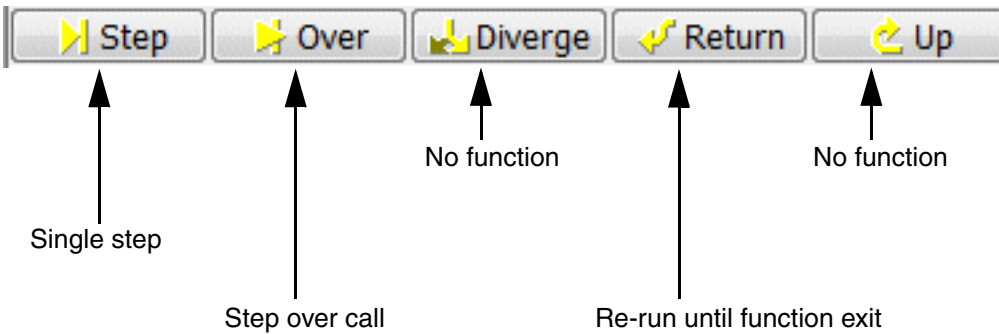 Step Over Diverge Return Up
No function No function
Single step
Step over call Re-run until function exit